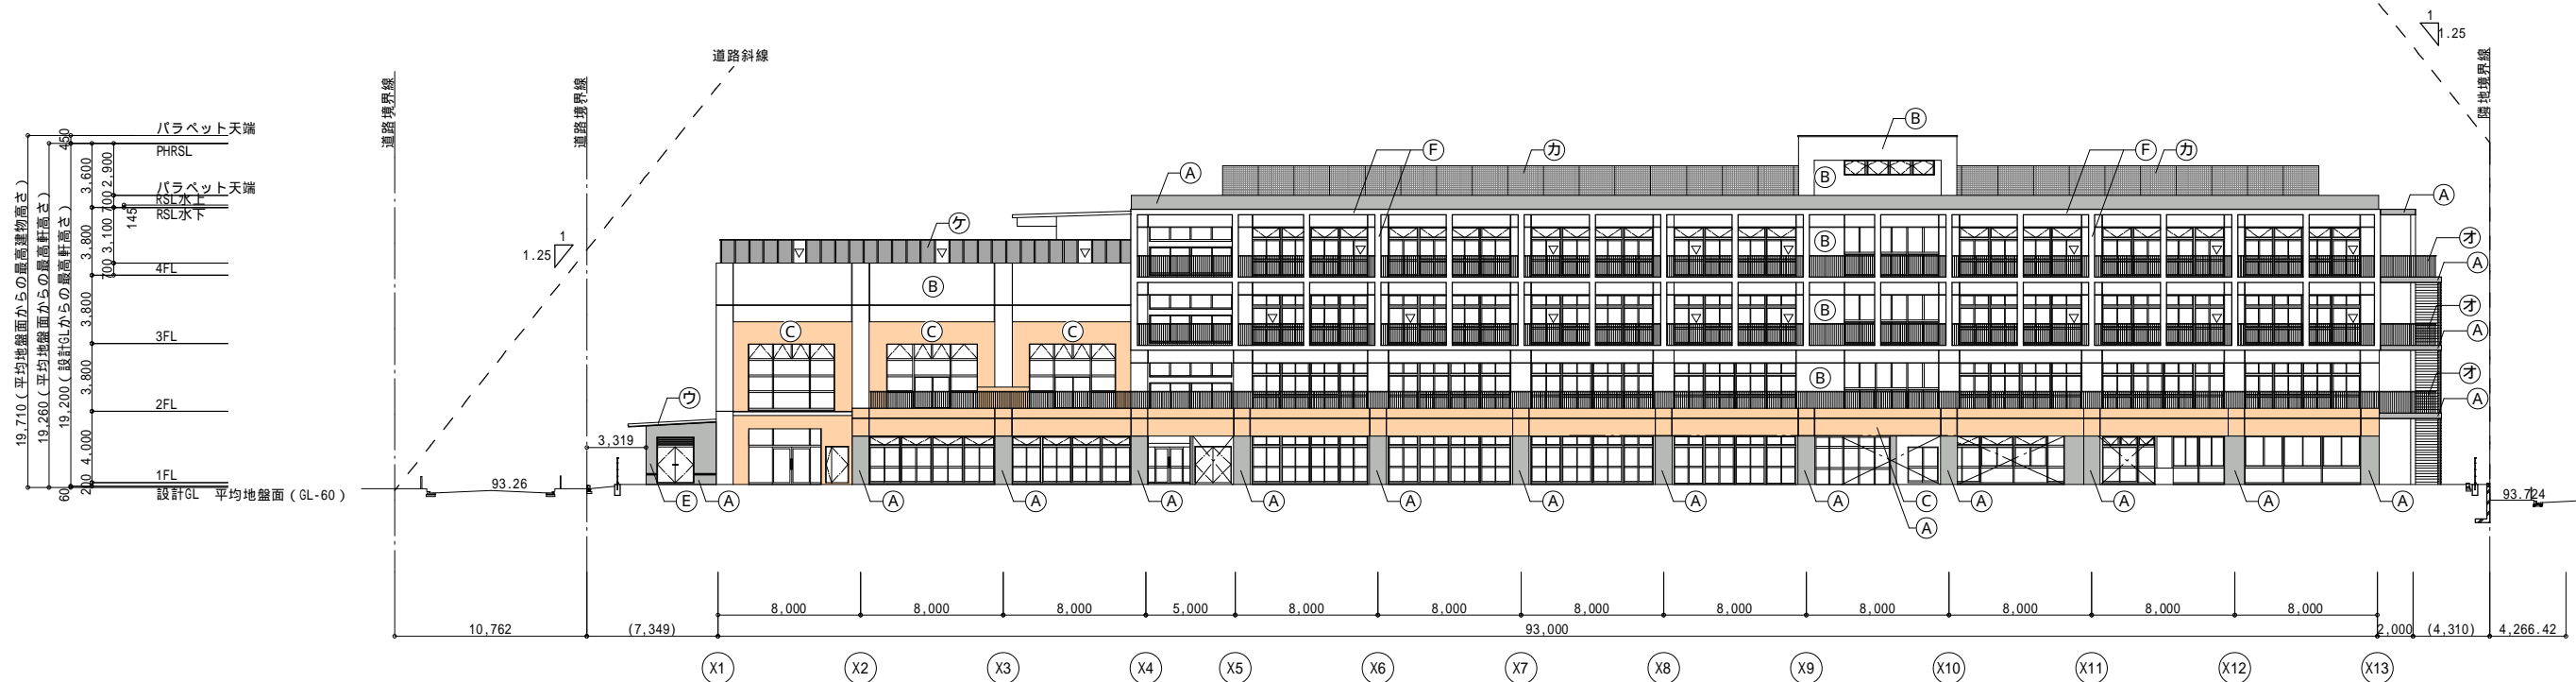 1
1.25
道路斜線
道路境界線
道路境界線
隣地境界線
パラペット天端
PHRSL
パラペット天端
RSL水上
RSL水下
4FL
3FL
2FL
1FL
設計GL 平均地盤面(GL-60)
19,710(平均地盤面からの最高建物高さ)
19,260(平均地盤面からの最高軒高さ)
19,200(設計GLからの最高軒高さ)
450
3,600
3,800
3,800
3,800
4,000
200
60
2,900
700
3,100
700
145
1
1.25
B
F
カ
F
カ
A
B
A
ケ
B
オ
A
B
B
オ
C
C
C
A
B
オ
ウ
A
3,319
93.26
93.724
E
A
A
A
A
A
A
A
A
A
C
A
A
A
A
A
8,000
8,000
8,000
5,000
8,000
8,000
8,000
8,000
8,000
8,000
8,000
8,000
10,762
(7,349)
93,000
2,000
(4,310)
4,266.42
X1
X2
X3
X4
X5
X6
X7
X8
X9
X10
X11
X12
X13